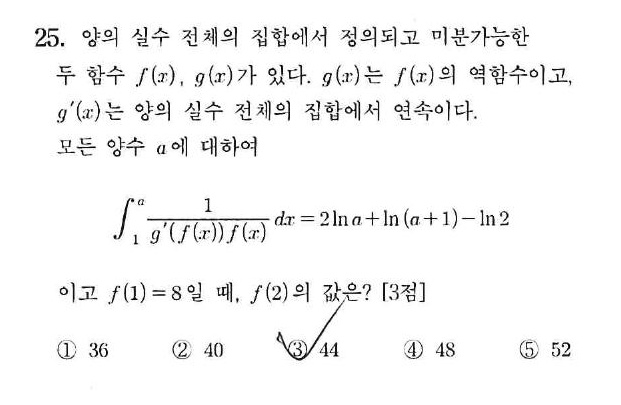 25. 양의 실수 전체의 집합에서 정의되고 미분가능한
두 함수 f(x), g(x)가 있다. g(x)는 f(x)의 역함수이고,
g′(x)는 양의 실수 전체의 집합에서 연속이다.
모든 양수 a에 대하여
∫₁ᵃ 1/(g′(f(x))f(x)) dx = 2 ln a + ln (a+1) − ln 2
이고 f(1) = 8일 때, f(2)의 값은? [3점]
① 36 ② 40 ③ 44 ④ 48 ⑤ 52